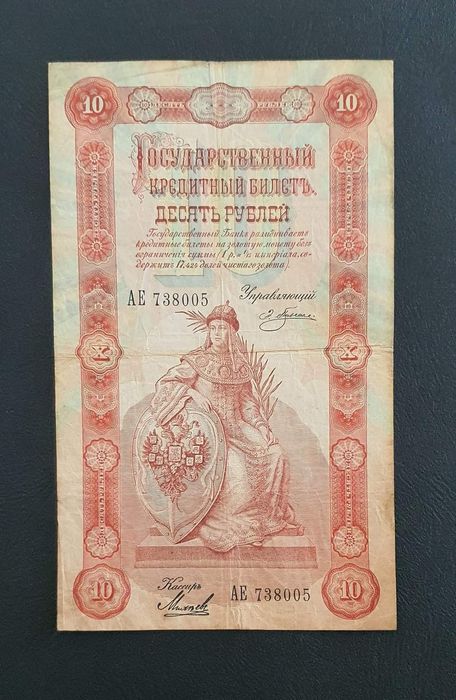 10 10
Государственный
кредитный билетъ.
Десять рублей
Государственный Банкъ размѣниваетъ
кредитные билеты на золотую монету безъ
ограниченія суммы (1 р.= 1/15 имперіала, со-
держитъ 17,424 долей чистаго золота).
Управляющій
АЕ 738005
X X
Кассиръ
АЕ 738005
10 10